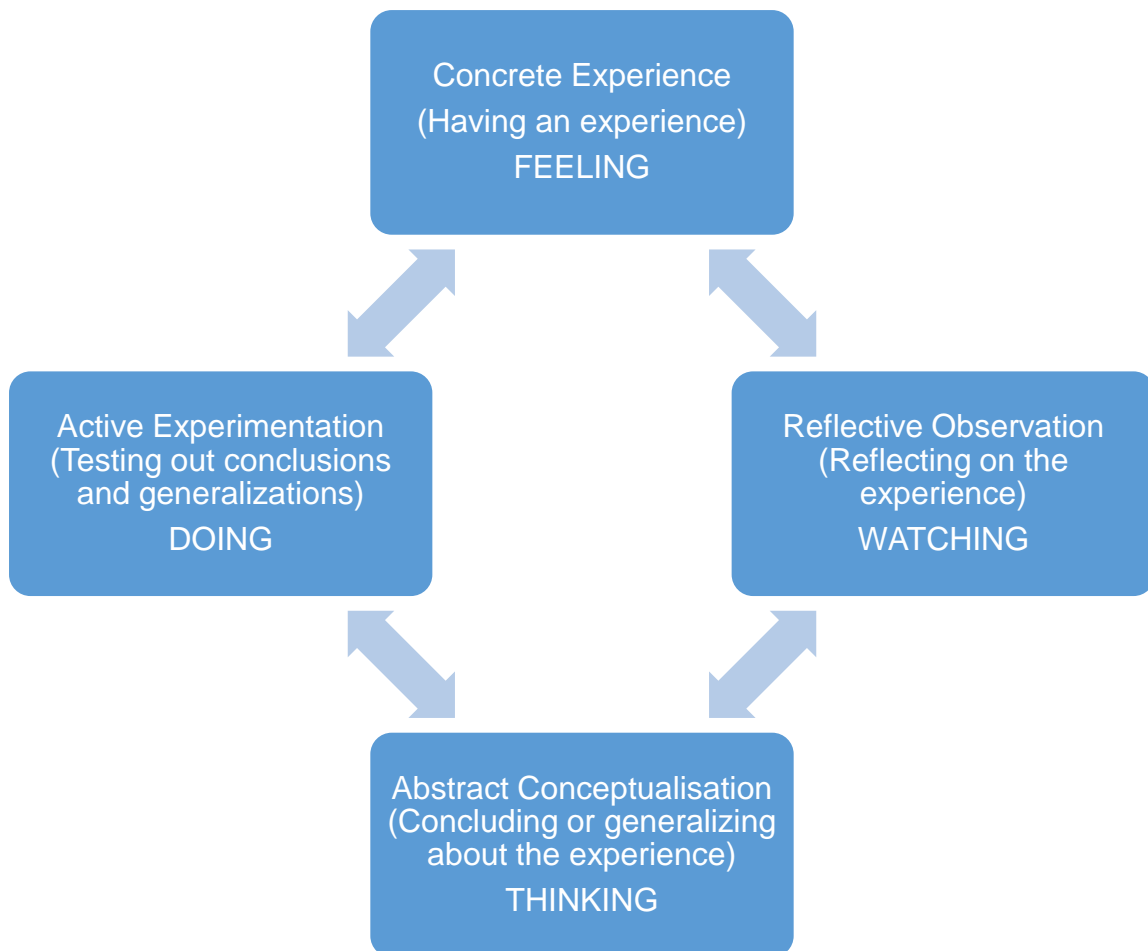 Concrete Experience
(Having an experience)
FEELING
Active Experimentation
(Testing out conclusions
and generalizations)
DOING
Reflective Observation
(Reflecting on the
experience)
WATCHING
Abstract Conceptualisation
(Concluding or generalizing
about the experience)
THINKING